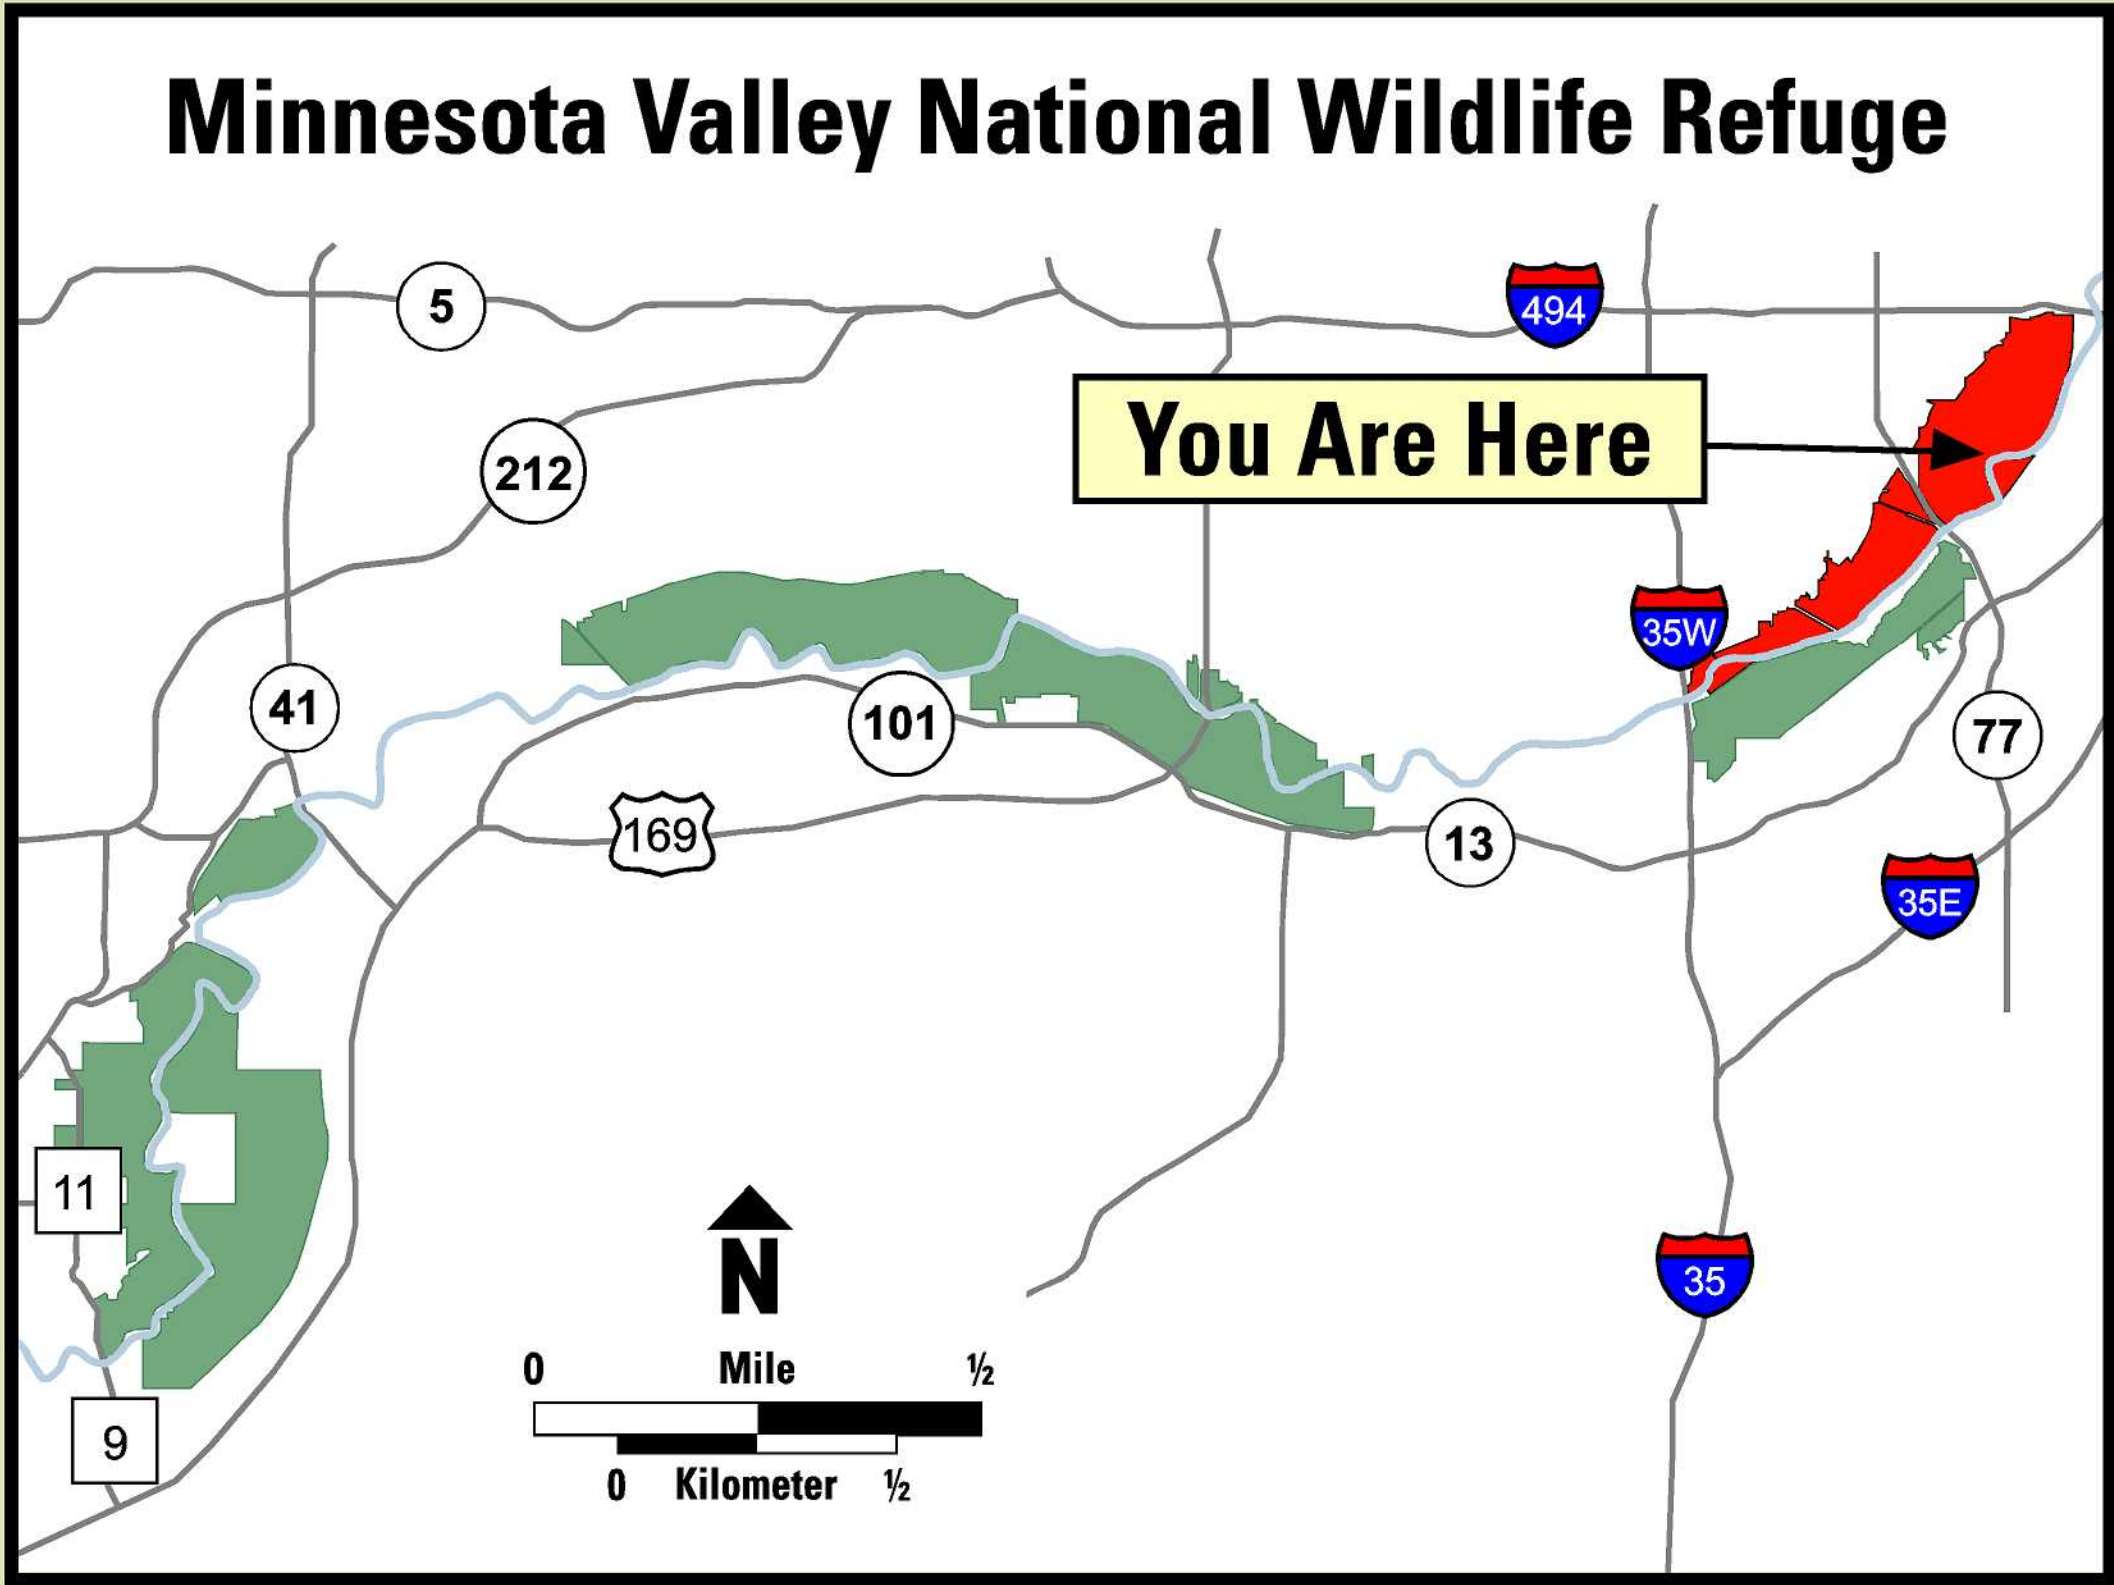 Minnesota Valley National Wildlife Refuge
5
494
212
You Are Here
35W
41
101
77
169
13
35E
11
N
35
0 Mile ½
9
0 Kilometer ½